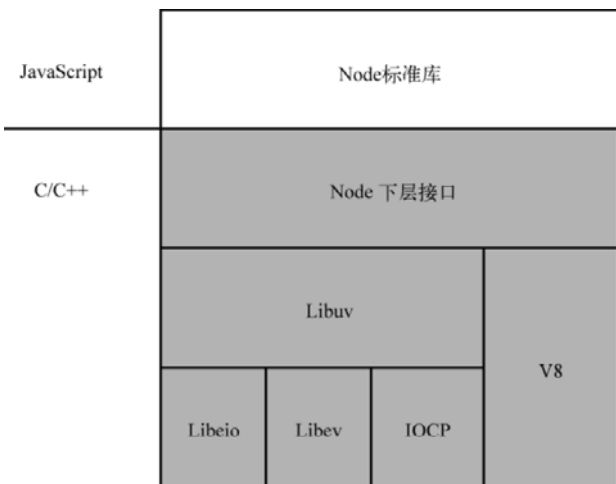 JavaScript
Node标准库
C/C++
Node 下层接口
Libuv
V8
Libeio
Libev
IOCP